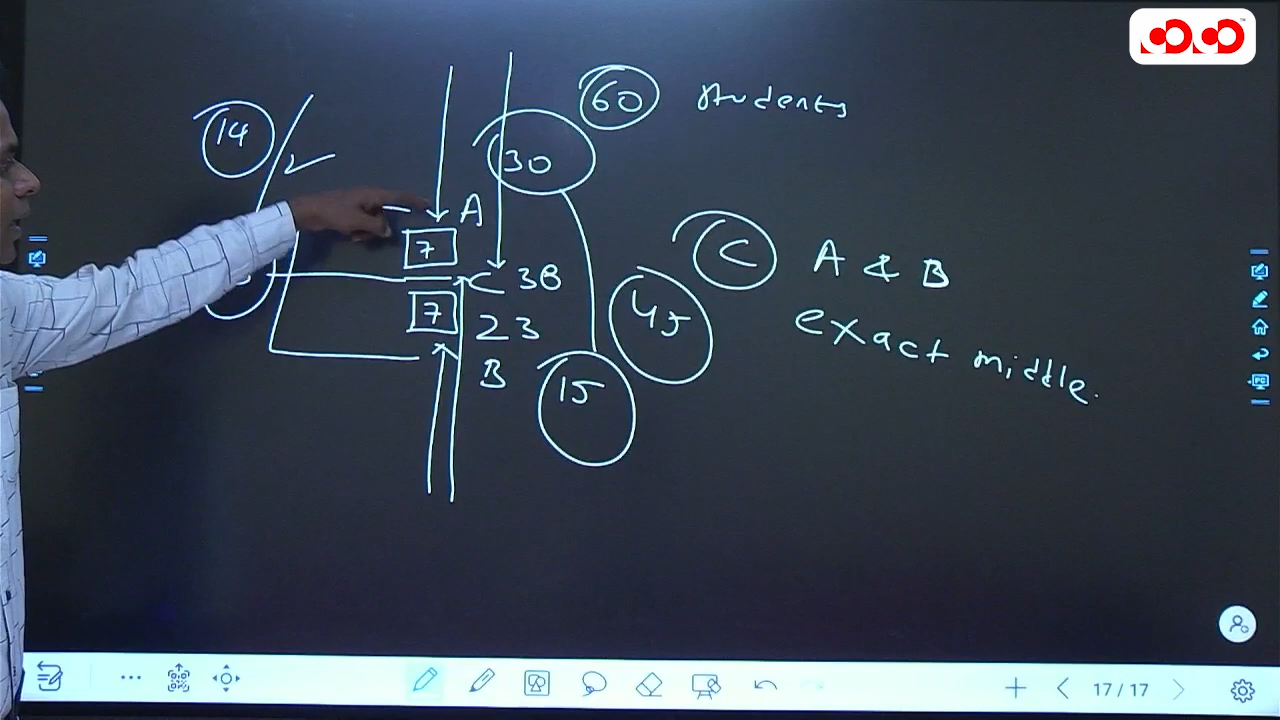 60 students
14
30
A
7
C 38
7
23
B
15
45
C A & B
exact middle.
17/17